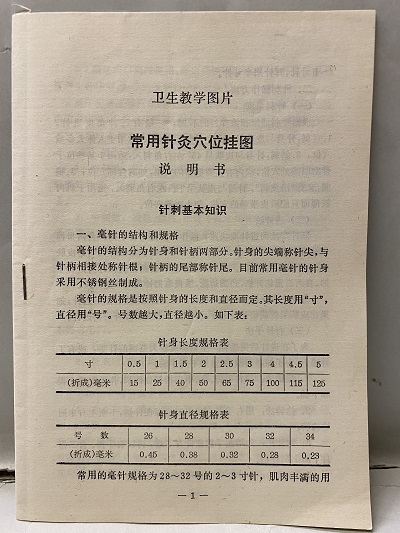 卫生教学图片
常用针灸穴位挂图
说 明 书
针刺基本知识
一、毫针的结构和规格
毫针的结构分为针身和针柄两部分。针身的尖端称针尖，与
针柄相接处称针根；针柄的尾部称针尾。目前常用毫针的针身
采用不锈钢丝制成。
毫针的规格是按照针身的长度和直径而定。其长度用“寸”，
直径用“号”。号数越大，直径越小。如下表：
针身长度规格表
寸 0.5 1 1.5 2 2.5 3 4 4.5 5
(折成)毫米 15 25 40 50 65 75 100 115 125
针身直径规格表
号 数 26 28 30 32 34
(折成)毫米 0.45 0.38 0.32 0.28 0.23
常用的毫针规格为28～32号的2～3寸针，肌肉丰满的用
— 1 —